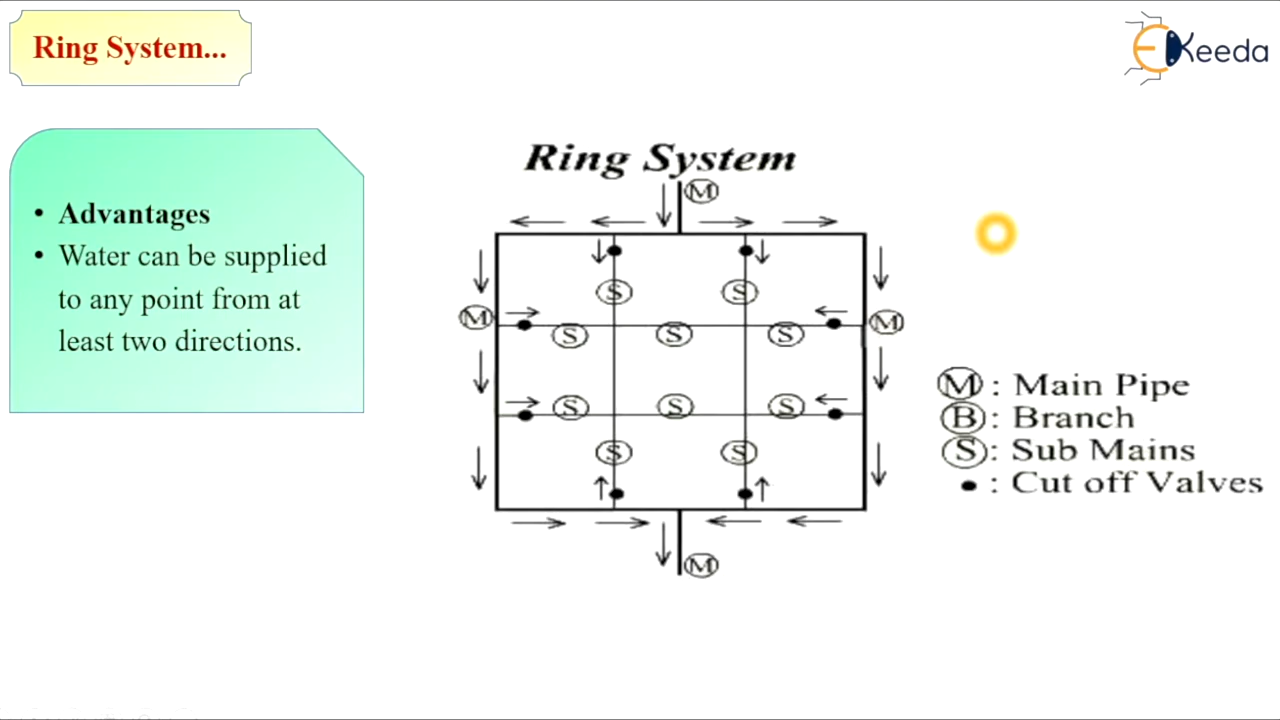 Ring System...
EKeeda
• Advantages
• Water can be supplied
to any point from at
least two directions.
Ring System
M
S S
M S S S M
S S S
S S
M
M : Main Pipe
B : Branch
S : Sub Mains
• : Cut off Valves